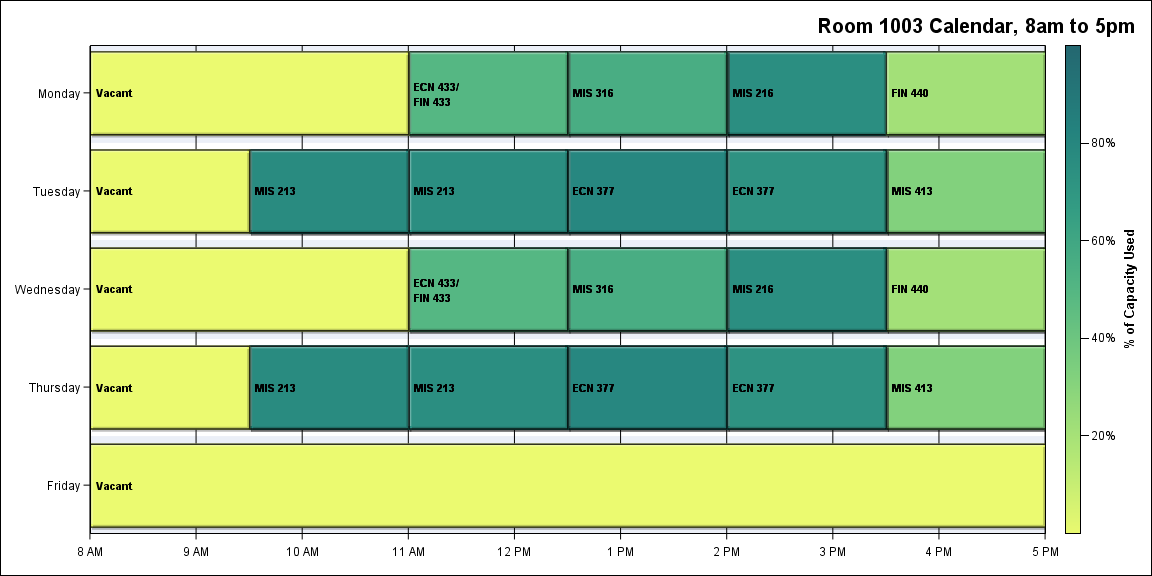 Room 1003 Calendar, 8am to 5pm
Monday
Vacant
ECN 433/
FIN 433
MIS 316
MIS 216
FIN 440
Tuesday
Vacant
MIS 213
MIS 213
ECN 377
ECN 377
MIS 413
Wednesday
Vacant
ECN 433/
FIN 433
MIS 316
MIS 216
FIN 440
Thursday
Vacant
MIS 213
MIS 213
ECN 377
ECN 377
MIS 413
Friday
Vacant
8 AM
9 AM
10 AM
11 AM
12 PM
1 PM
2 PM
3 PM
4 PM
5 PM
80%
60%
40%
20%
% of Capacity Used